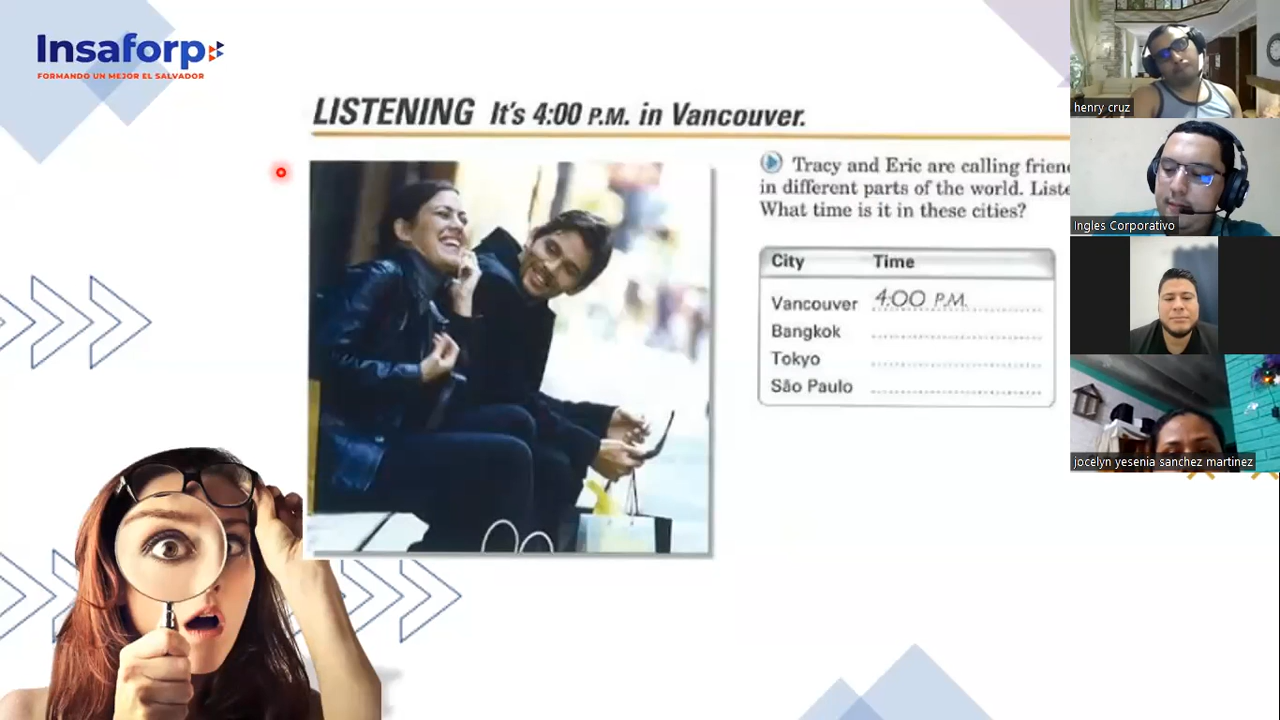 Insaforp
FORMANDO UN MEJOR EL SALVADOR
LISTENING It's 4:00 P.M. in Vancouver.
Tracy and Eric are calling
in different parts of the world.
What time is it in these cities?
City Time
Vancouver 4:00 P.M.
Bangkok
Tokyo
São Paulo
henry cruz
Ingles Corporativo
jocelyn yesenia sanchez martinez